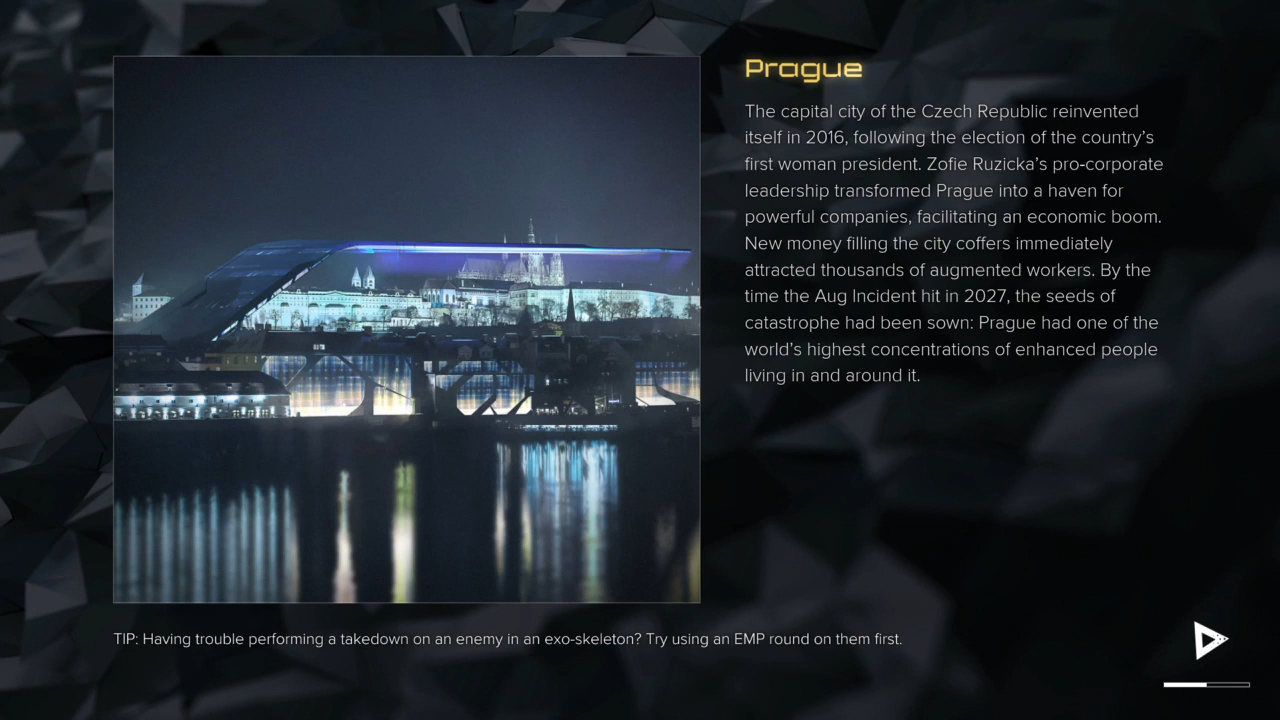 Prague
The capital city of the Czech Republic reinvented
itself in 2016, following the election of the country's
first woman president. Zofie Ruzicka's pro-corporate
leadership transformed Prague into a haven for
powerful companies, facilitating an economic boom.
New money filling the city coffers immediately
attracted thousands of augmented workers. By the
time the Aug Incident hit in 2027, the seeds of
catastrophe had been sown: Prague had one of the
world's highest concentrations of enhanced people
living in and around it.
TIP: Having trouble performing a takedown on an enemy in an exo-skeleton? Try using an EMP round on them first.